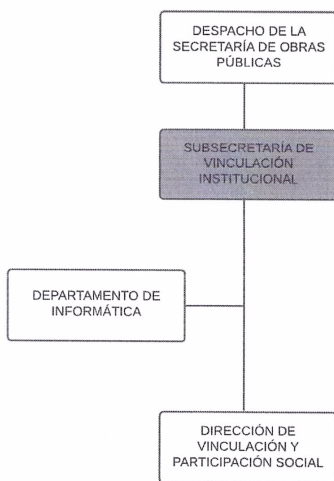 DESPACHO DE LA
SECRETARÍA DE OBRAS
PÚBLICAS
SUBSECRETARÍA DE
VINCULACIÓN
INSTITUCIONAL
DEPARTAMENTO DE
INFORMÁTICA
DIRECCIÓN DE
VINCULACIÓN Y
PARTICIPACIÓN SOCIAL